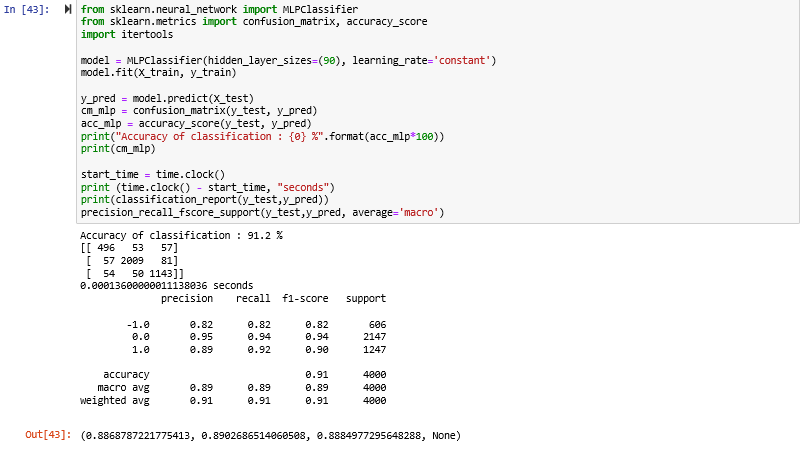 In [43]: from sklearn.neural_network import MLPClassifier
from sklearn.metrics import confusion_matrix, accuracy_score
import itertools

model = MLPClassifier(hidden_layer_sizes=(90), learning_rate='constant')
model.fit(X_train, y_train)

y_pred = model.predict(X_test)
cm_mlp = confusion_matrix(y_test, y_pred)
acc_mlp = accuracy_score(y_test, y_pred)
print("Accuracy of classification : {0} %".format(acc_mlp*100))
print(cm_mlp)

start_time = time.clock()
print (time.clock() - start_time, "seconds")
print(classification_report(y_test,y_pred))
precision_recall_fscore_support(y_test,y_pred, average='macro')

Accuracy of classification : 91.2 %
[[ 496 53 57]
[ 57 2009 81]
[ 54 50 1143]]
0.00013600000011138036 seconds
precision recall f1-score support

-1.0 0.82 0.82 0.82 606
0.0 0.95 0.94 0.94 2147
1.0 0.89 0.92 0.90 1247

accuracy 0.91 4000
macro avg 0.89 0.89 0.89 4000
weighted avg 0.91 0.91 0.91 4000

Out[43]: (0.8868787221775413, 0.8902686514060508, 0.8884977295648288, None)